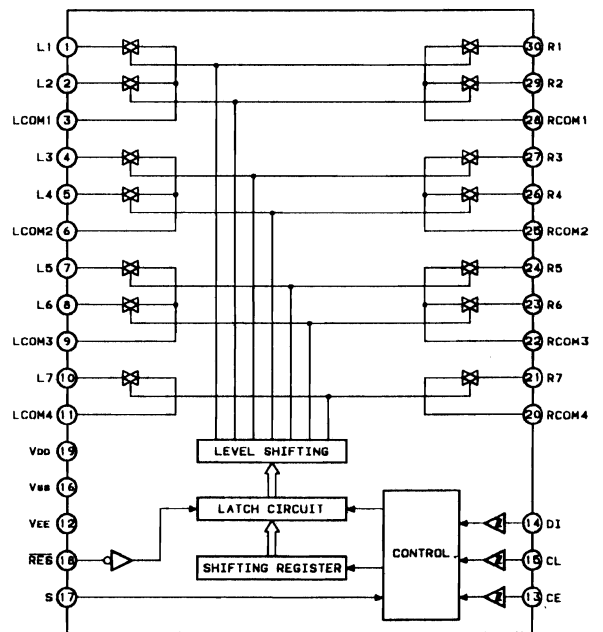 L1 1 30 R1
L2 2 29 R2
LCOM1 3 28 RCOM1
L3 4 27 R3
L4 5 26 R4
LCOM2 6 25 RCOM2
L5 7 24 R5
L6 8 23 R6
LCOM3 9 22 RCOM3
L7 10 21 R7
LCOM4 11 20 RCOM4
VDD 19
LEVEL SHIFTING
VSS 16
LATCH CIRCUIT
VEE 12 14 DI
CONTROL
RES 18 15 CL
SHIFTING REGISTER
S 17 13 CE